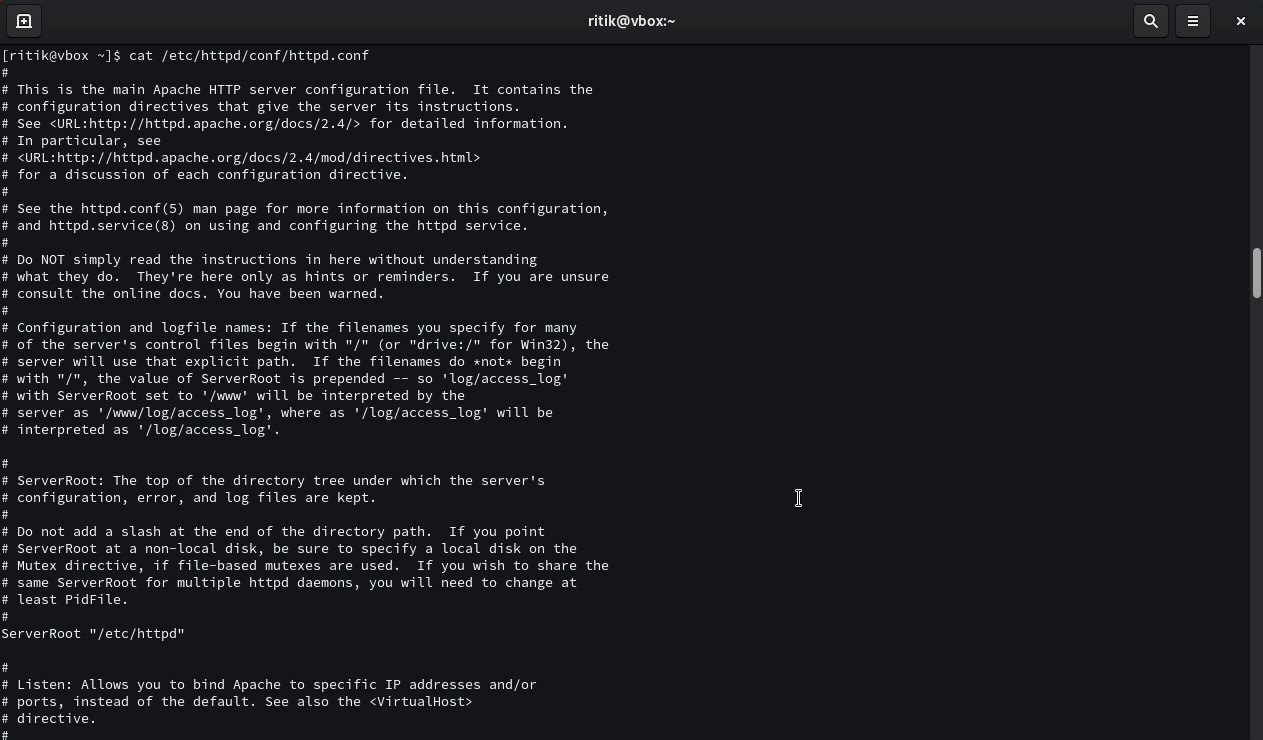 ritik@vbox:~
[ritik@vbox ~]$ cat /etc/httpd/conf/httpd.conf
#
# This is the main Apache HTTP server configuration file.  It contains the
# configuration directives that give the server its instructions.
# See <URL:http://httpd.apache.org/docs/2.4/> for detailed information.
# In particular, see
# <URL:http://httpd.apache.org/docs/2.4/mod/directives.html>
# for a discussion of each configuration directive.
#
# See the httpd.conf(5) man page for more information on this configuration,
# and httpd.service(8) on using and configuring the httpd service.
#
# Do NOT simply read the instructions in here without understanding
# what they do.  They're here only as hints or reminders.  If you are unsure
# consult the online docs. You have been warned.
#
# Configuration and logfile names: If the filenames you specify for many
# of the server's control files begin with "/" (or "drive:/" for Win32), the
# server will use that explicit path.  If the filenames do *not* begin
# with "/", the value of ServerRoot is prepended -- so 'log/access_log'
# with ServerRoot set to '/www' will be interpreted by the
# server as '/www/log/access_log', where as '/log/access_log' will be
# interpreted as '/log/access_log'.

#
# ServerRoot: The top of the directory tree under which the server's
# configuration, error, and log files are kept.
#
# Do not add a slash at the end of the directory path.  If you point
# ServerRoot at a non-local disk, be sure to specify a local disk on the
# Mutex directive, if file-based mutexes are used.  If you wish to share the
# same ServerRoot for multiple httpd daemons, you will need to change at
# least PidFile.
#
ServerRoot "/etc/httpd"

#
# Listen: Allows you to bind Apache to specific IP addresses and/or
# ports, instead of the default. See also the <VirtualHost>
# directive.
#